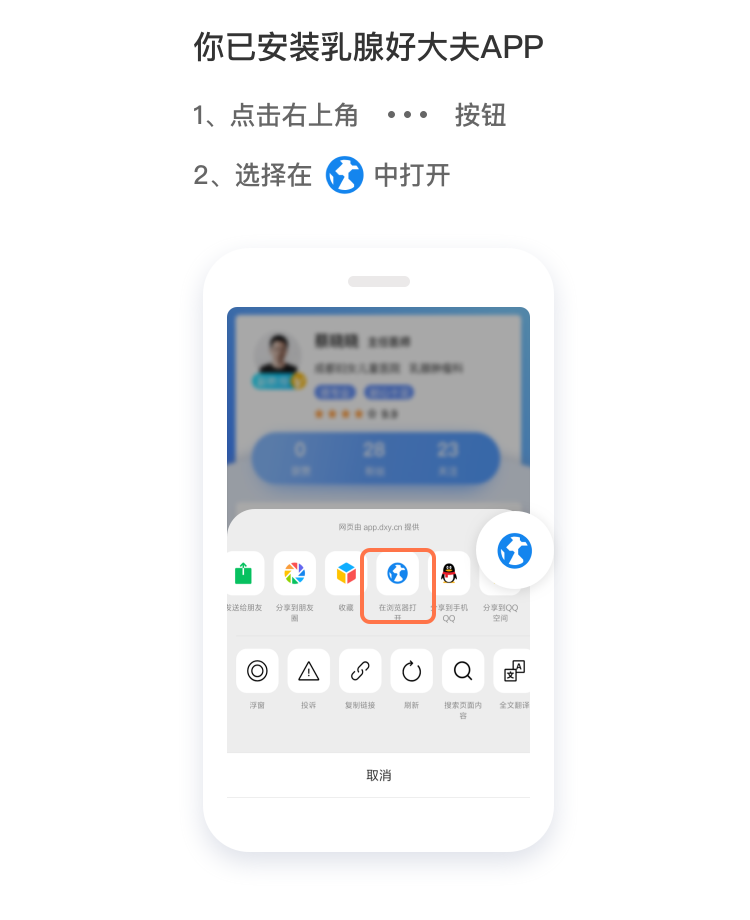 你已安装乳腺好大夫APP
1、点击右上角 ••• 按钮
2、选择在 中打开
0 28 23
网页由 app.dxy.cn 提供
发送给朋友 分享到朋友圈 收藏 在浏览器打开 分享到手机QQ 分享到QQ空间
浮窗 投诉 复制链接 刷新 搜索页面内容 全文翻译
取消